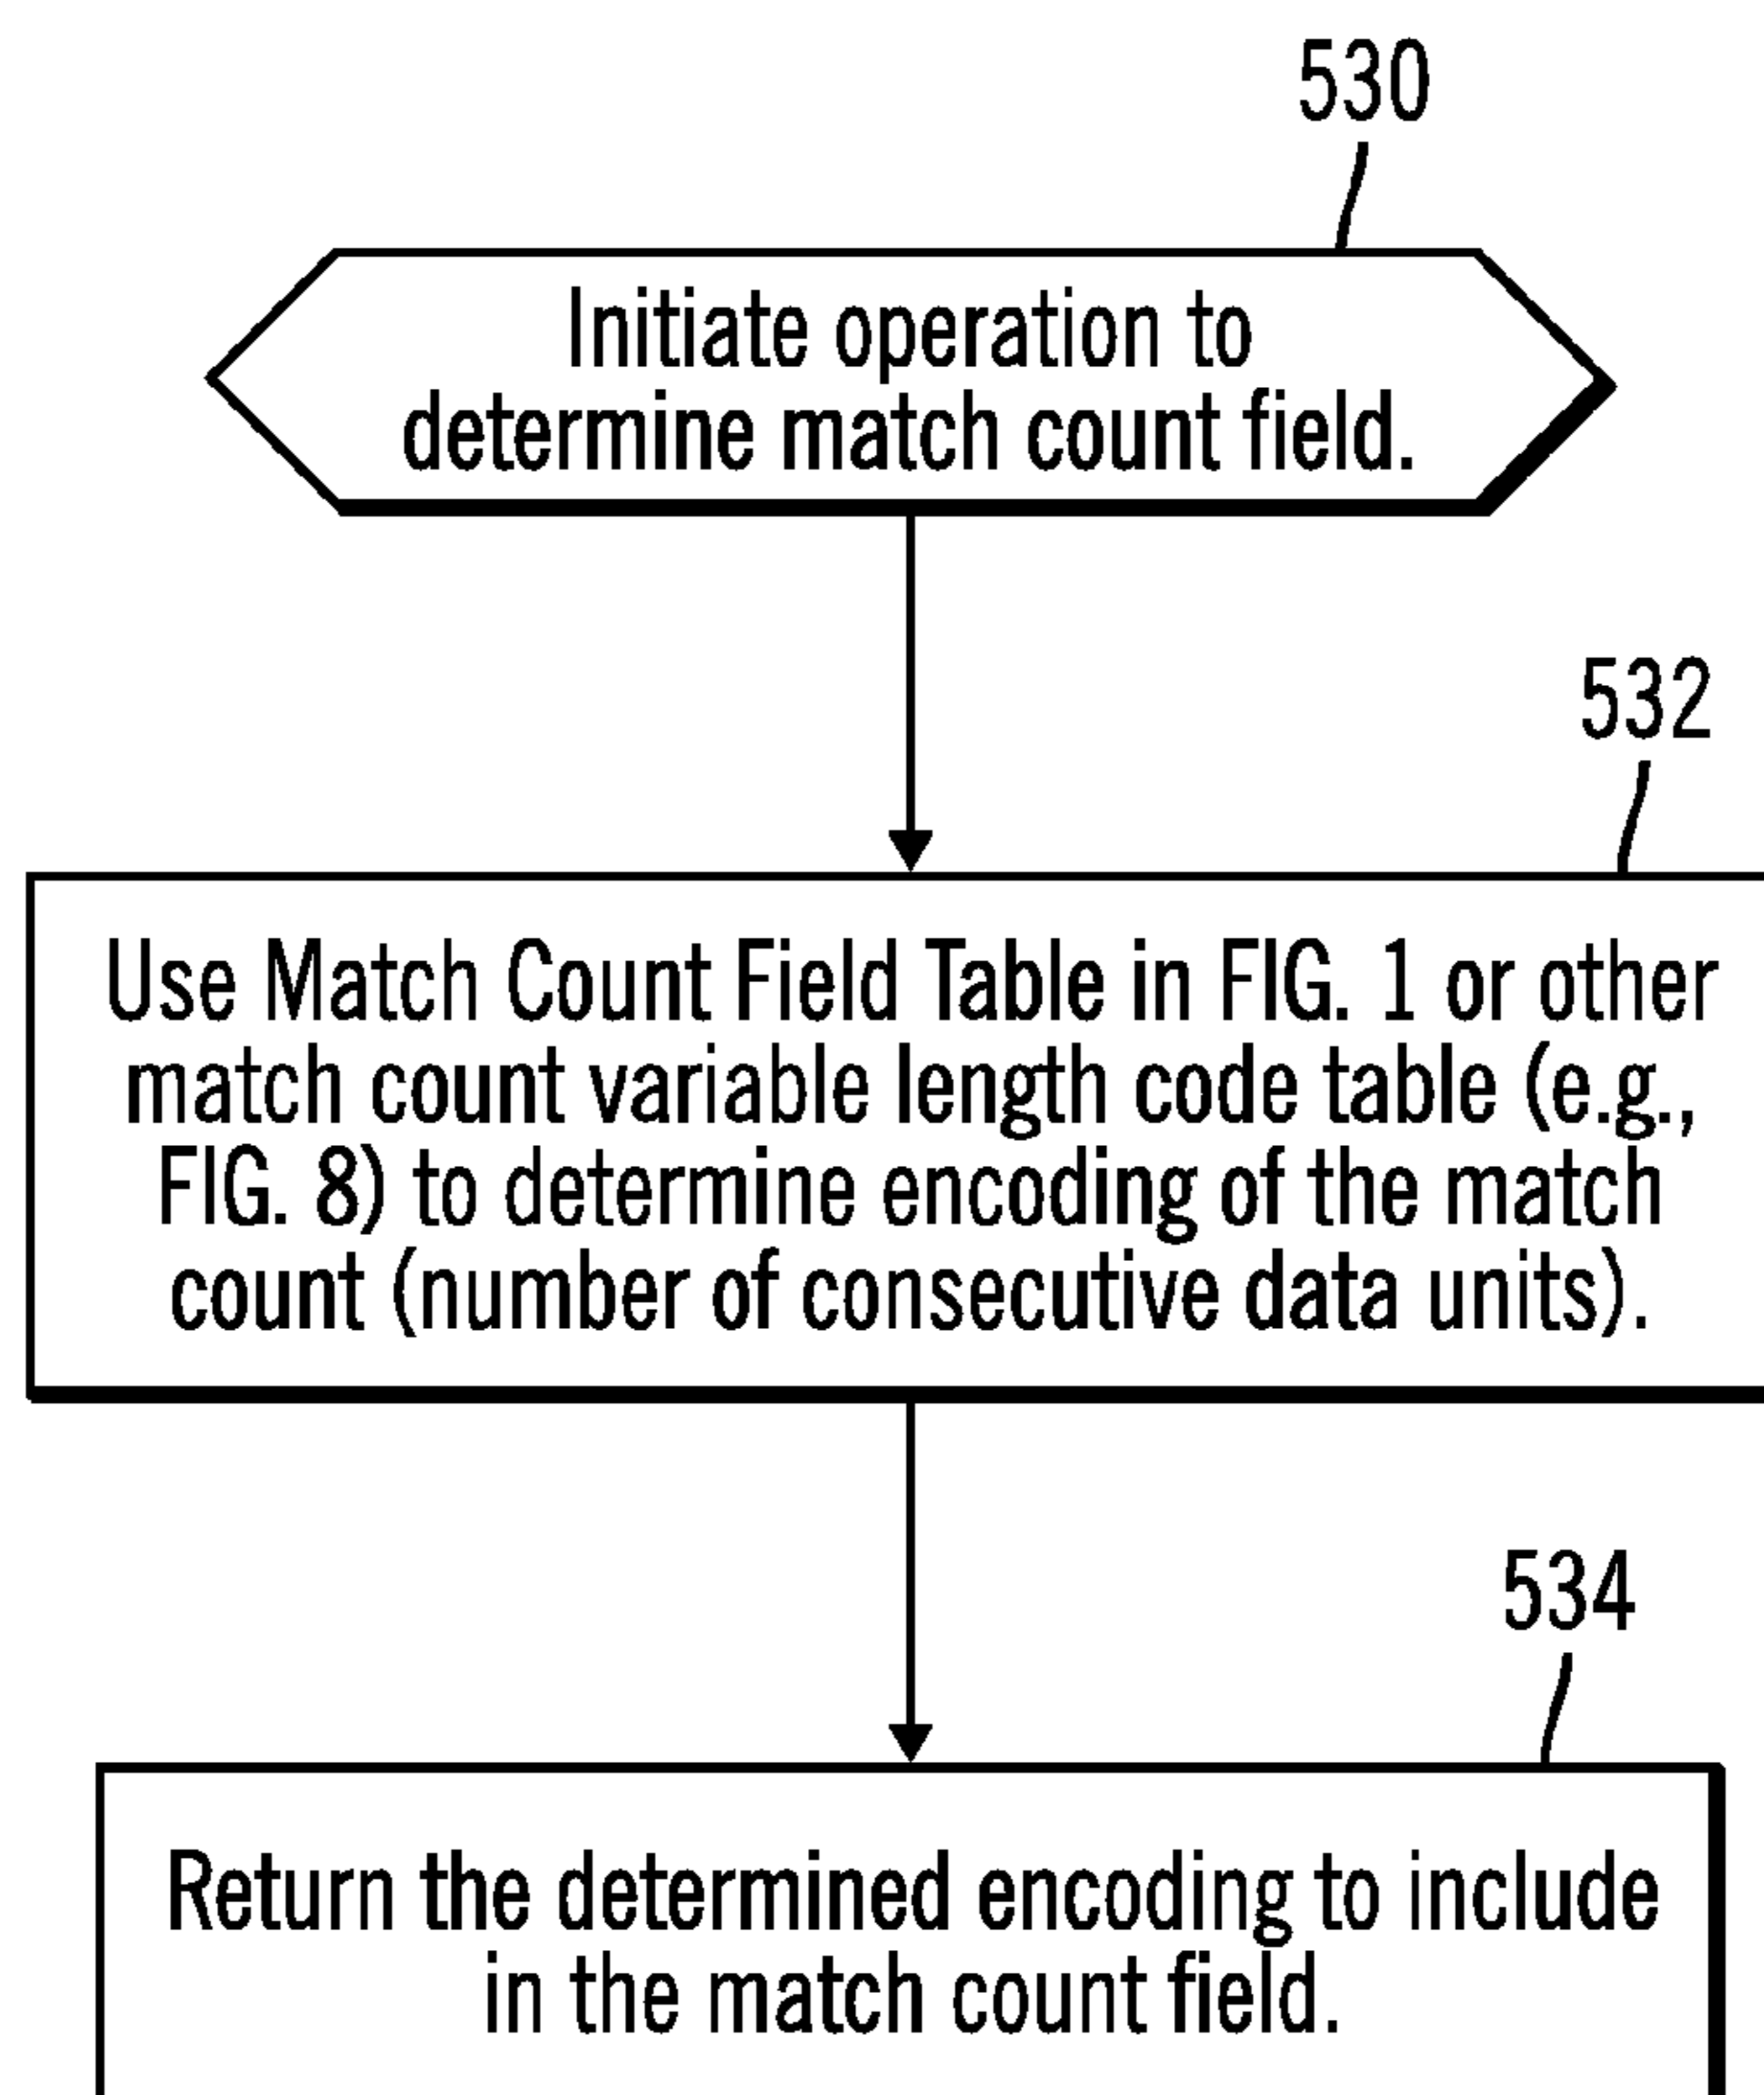 530
Initiate operation to
determine match count field.
532
Use Match Count Field Table in FIG. 1 or other
match count variable length code table (e.g.,
FIG. 8) to determine encoding of the match
count (number of consecutive data units).
534
Return the determined encoding to include
in the match count field.